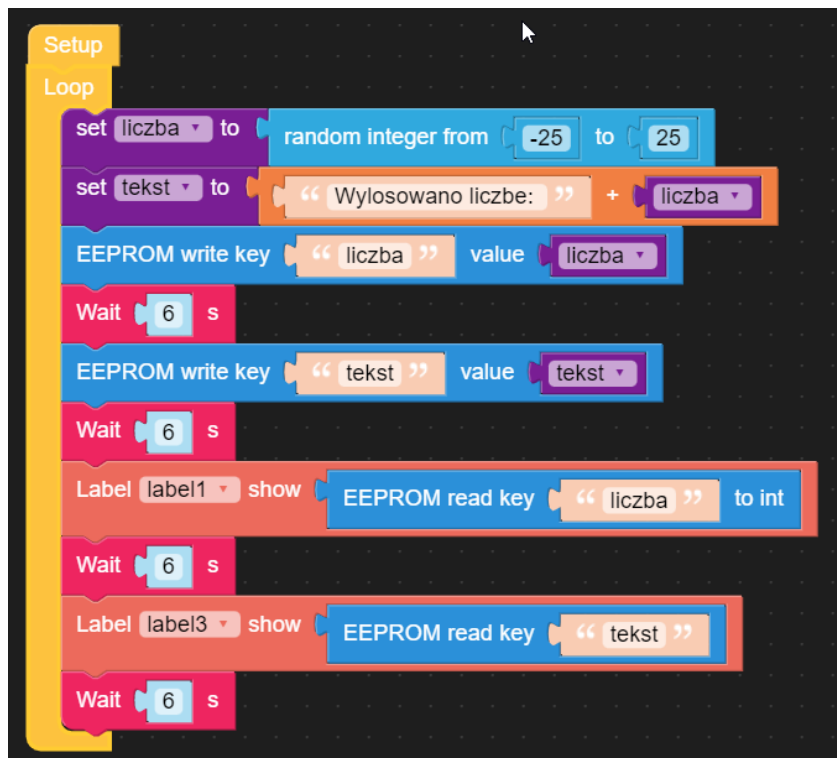 Setup
Loop
set liczba ▾ to random integer from -25 to 25
set tekst ▾ to “ Wylosowano liczbe: ” + liczba ▾
EEPROM write key “ liczba ” value liczba ▾
Wait 6 s
EEPROM write key “ tekst ” value tekst ▾
Wait 6 s
Label label1 ▾ show EEPROM read key “ liczba ” to int
Wait 6 s
Label label3 ▾ show EEPROM read key “ tekst ”
Wait 6 s